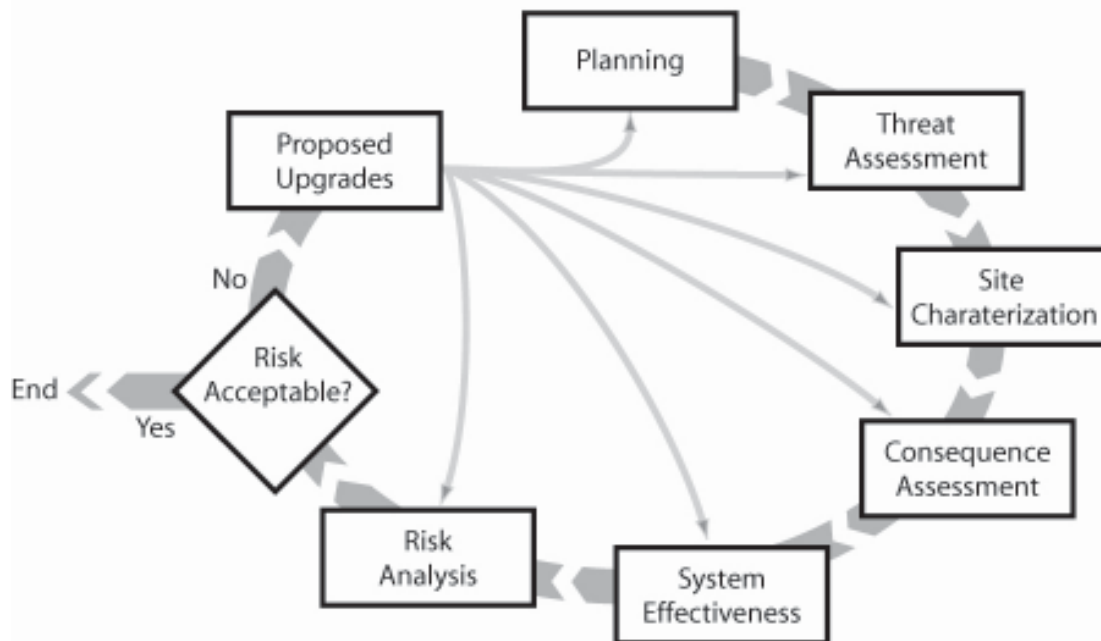 Planning
Threat
Assessment
Proposed
Upgrades
Site
Charaterization
No
Risk
Acceptable?
End
Yes
Consequence
Assessment
Risk
Analysis
System
Effectiveness